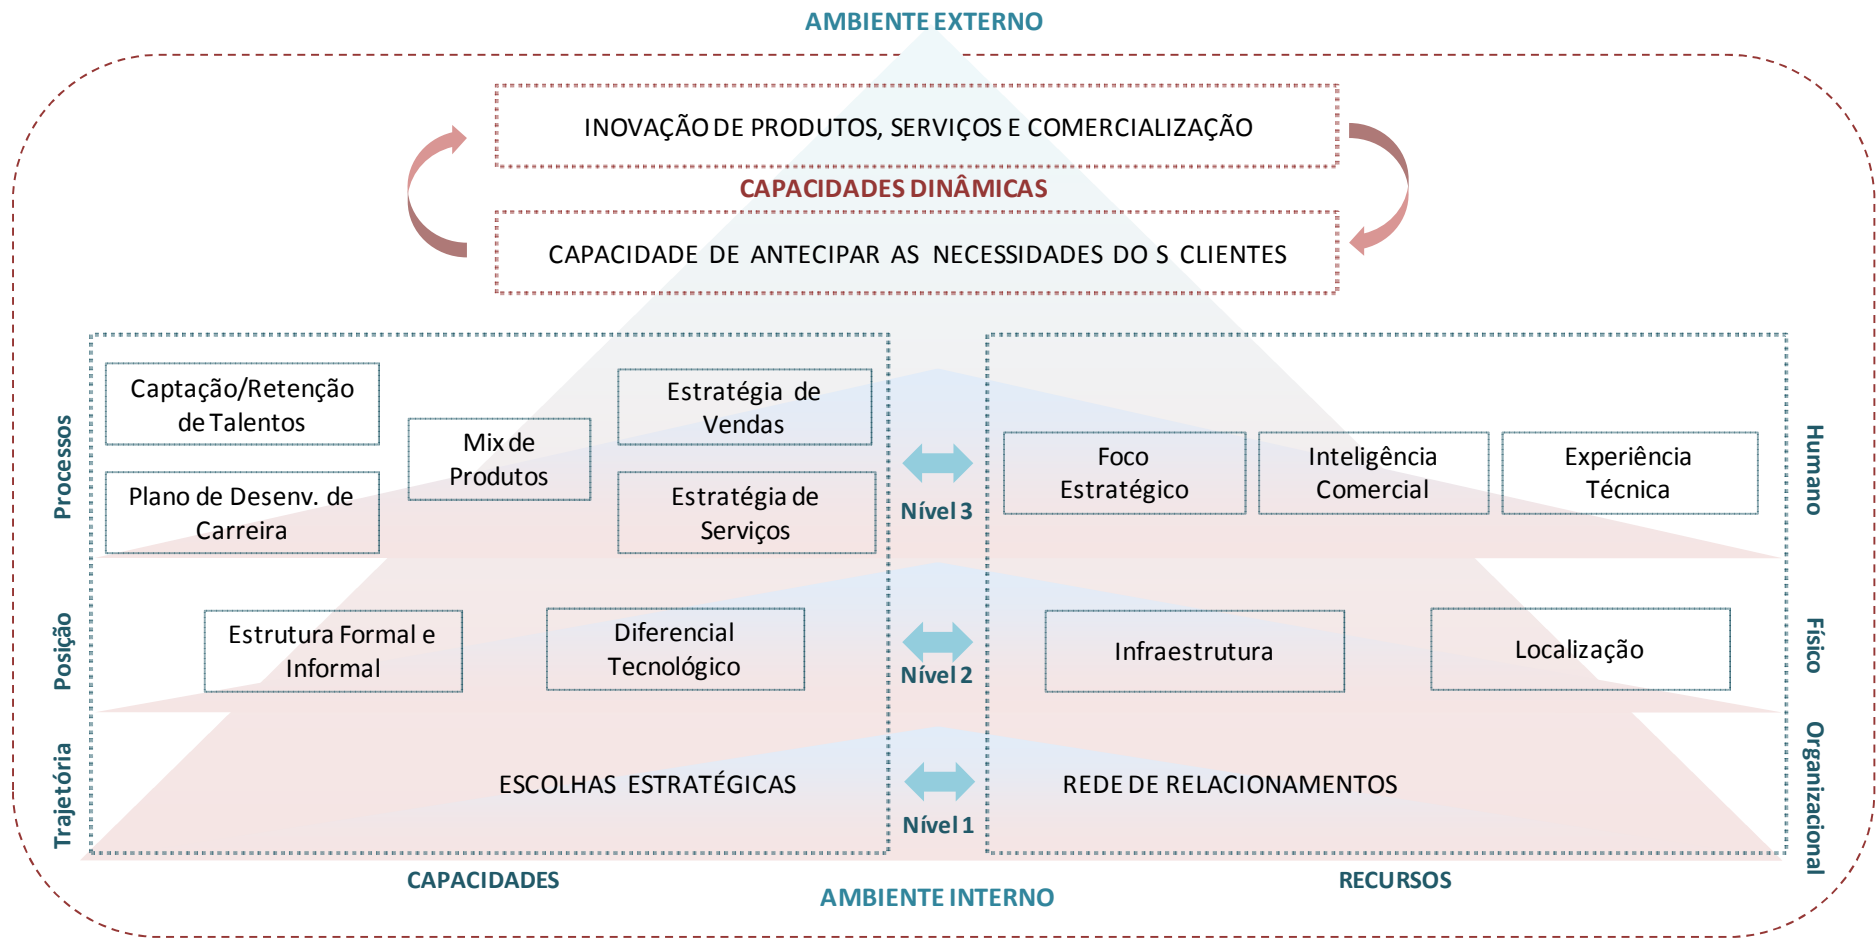 AMBIENTE EXTERNO
INOVAÇÃO DE PRODUTOS, SERVIÇOS E COMERCIALIZAÇÃO
CAPACIDADES DINÂMICAS
CAPACIDADE DE ANTECIPAR AS NECESSIDADES DO S CLIENTES
Processos
Captação/Retenção
de Talentos
Plano de Desenv. de
Carreira
Mix de
Produtos
Estratégia de
Vendas
Estratégia de
Serviços
Nível 3
Foco
Estratégico
Inteligência
Comercial
Experiência
Técnica
Humano
Posição
Estrutura Formal e
Informal
Diferencial
Tecnológico
Nível 2
Infraestrutura
Localização
Físico
Trajetória
ESCOLHAS ESTRATÉGICAS
Nível 1
REDE DE RELACIONAMENTOS
Organizacional
CAPACIDADES
AMBIENTE INTERNO
RECURSOS